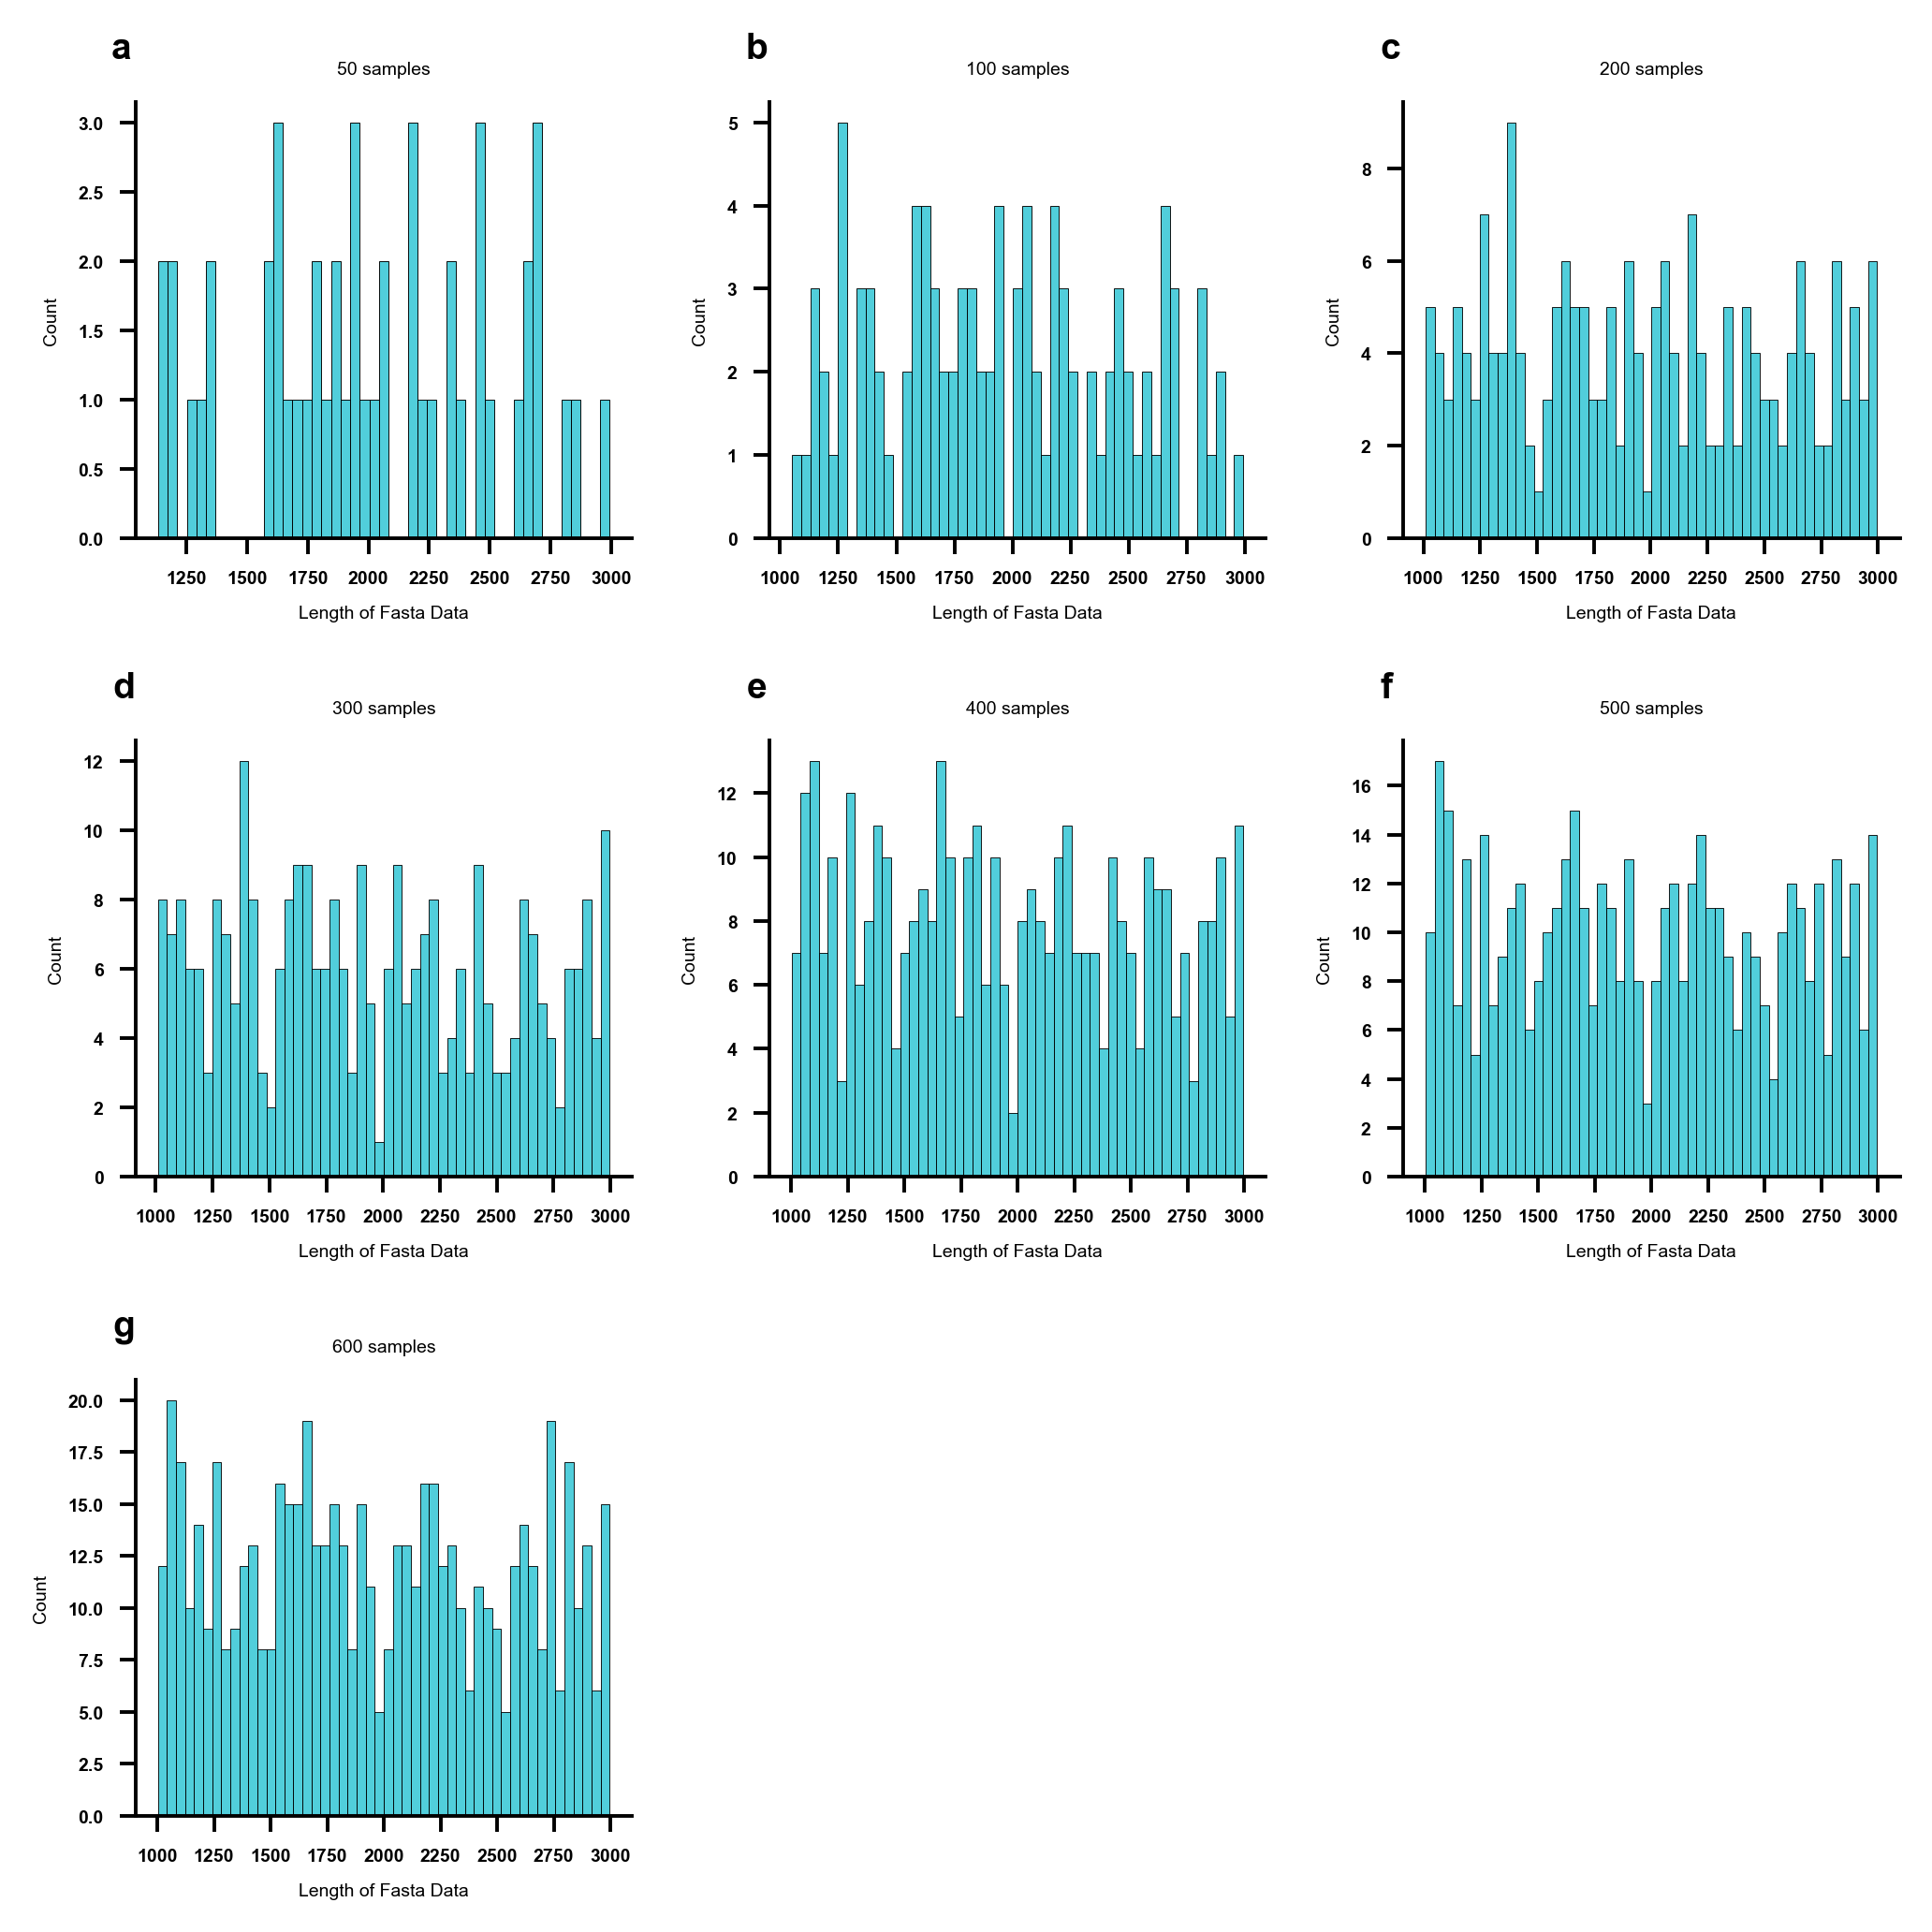 a
50 samples
3.0
2.5
2.0
1.5
1.0
0.5
0.0
Count
1250 1500 1750 2000 2250 2500 2750 3000
Length of Fasta Data
b
100 samples
5
4
3
2
1
0
Count
1000 1250 1500 1750 2000 2250 2500 2750 3000
Length of Fasta Data
c
200 samples
8
6
4
2
0
Count
1000 1250 1500 1750 2000 2250 2500 2750 3000
Length of Fasta Data
d
300 samples
12
10
8
6
4
2
0
Count
1000 1250 1500 1750 2000 2250 2500 2750 3000
Length of Fasta Data
e
400 samples
12
10
8
6
4
2
0
Count
1000 1250 1500 1750 2000 2250 2500 2750 3000
Length of Fasta Data
f
500 samples
16
14
12
10
8
6
4
2
0
Count
1000 1250 1500 1750 2000 2250 2500 2750 3000
Length of Fasta Data
g
600 samples
20.0
17.5
15.0
12.5
10.0
7.5
5.0
2.5
0.0
Count
1000 1250 1500 1750 2000 2250 2500 2750 3000
Length of Fasta Data